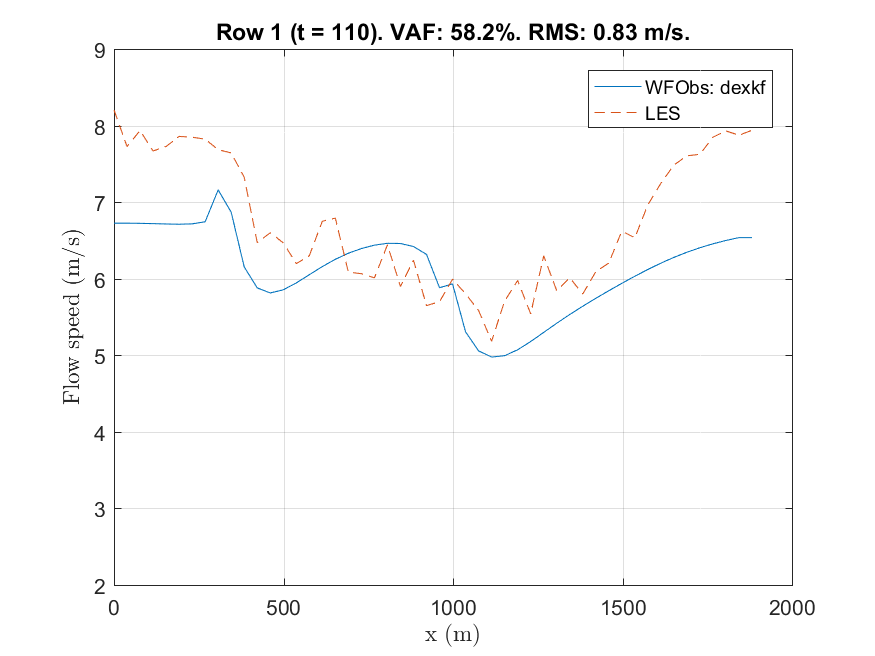 Row 1 (t = 110). VAF: 58.2%. RMS: 0.83 m/s.
9
8
7
6
5
4
3
2
Flow speed (m/s)
WFObs: dexkf
LES
0
500
1000
1500
2000
x (m)